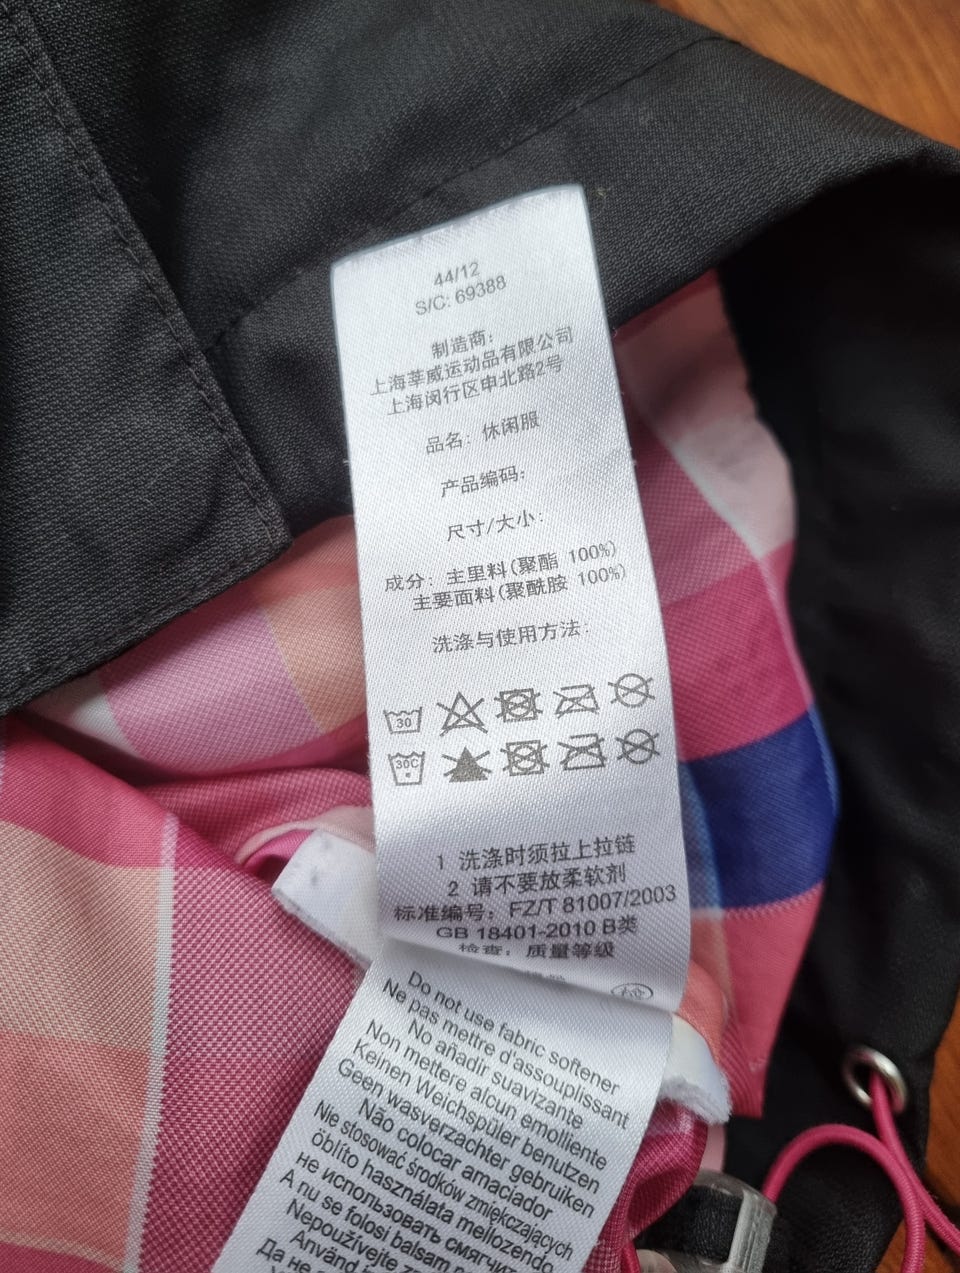 44/12
S/C: 69388
制造商:
上海莘威运动品有限公司
上海闵行区申北路2号
品名: 休闲服
产品编码:
尺寸/大小:
成分: 主里料(聚酯 100%)
主要面料(聚酰胺 100%)
洗涤与使用方法:
30
30C
1 洗涤时须拉上拉链
2 请不要放柔软剂
标准编号: FZ/T 81007/2003
GB 18401-2010 B类
检查: 质量等级
Do not use fabric softener
Ne pas mettre d'assouplissant
No añadir suavizante
Non mettere alcun emolliente
Keinen Weichspüler benutzen
Geen wasverzachter gebruiken
Não colocar amaciador
Nie stosować środków zmiękczających
öblítő használata mellőzendő
не использовать смягчит
A nu se folosi balsam
Nepoužívejte
Använd
Да не